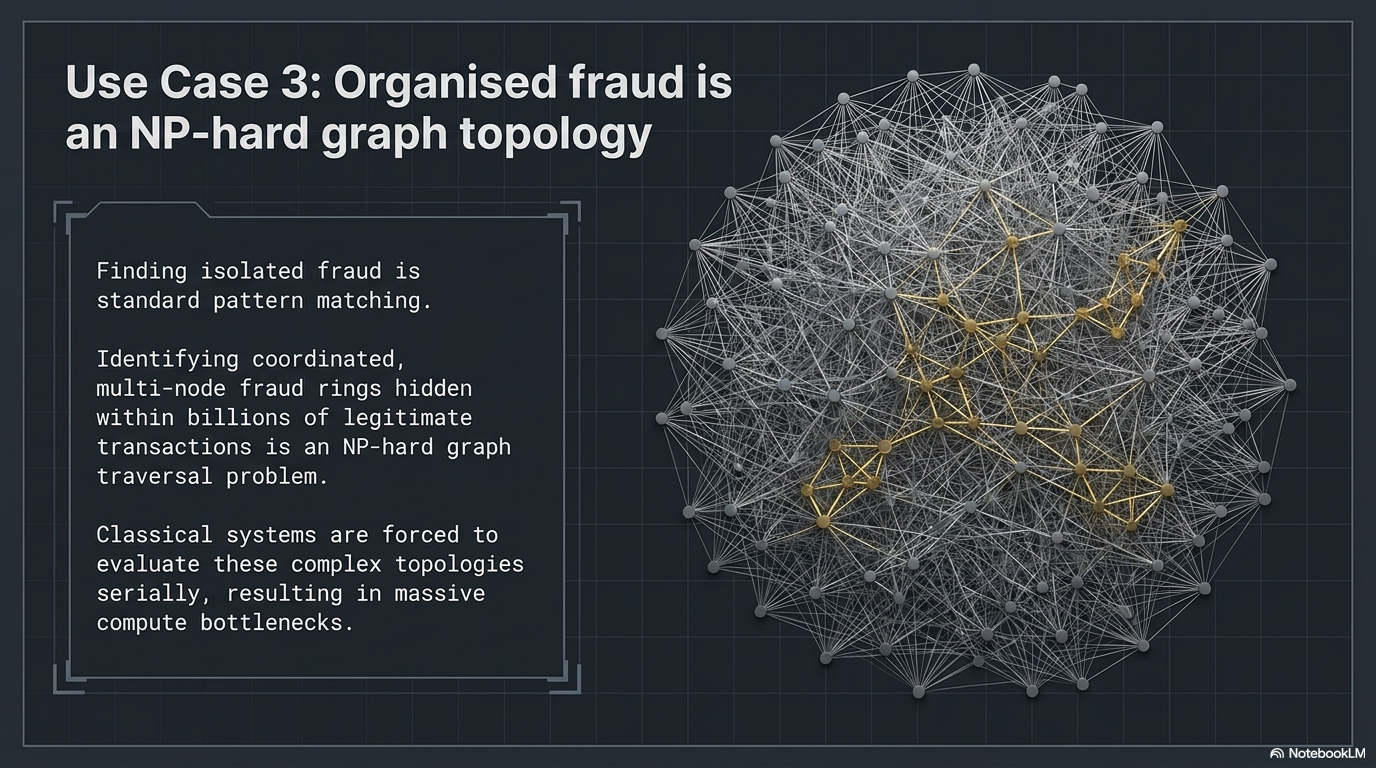 Use Case 3: Organised fraud is
an NP-hard graph topology
Finding isolated fraud is
standard pattern matching.
Identifying coordinated,
multi-node fraud rings hidden
within billions of legitimate
transactions is an NP-hard graph
traversal problem.
Classical systems are forced to
evaluate these complex topologies
serially, resulting in massive
compute bottlenecks.
NotebookLM